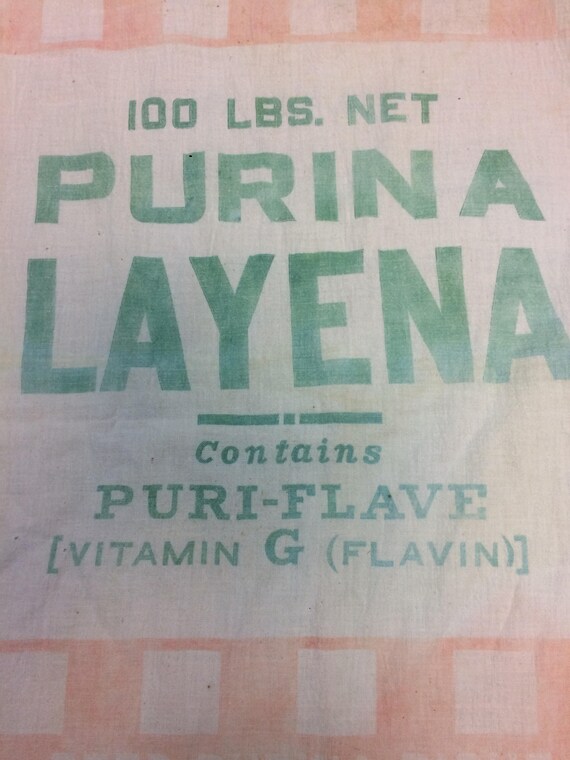 100 LBS. NET
PURINA
LAYENA
Contains
PURI-FLAVE
[VITAMIN G (FLAVIN)]